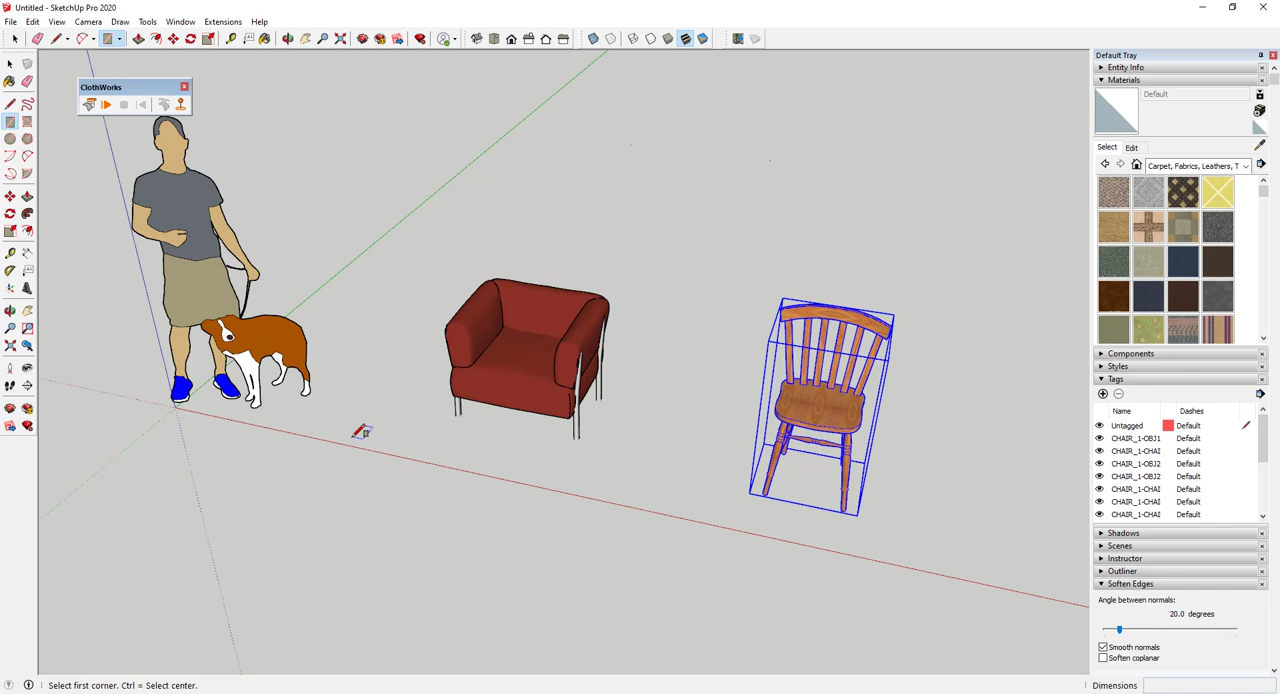 Untitled - SketchUp Pro 2020
File Edit View Camera Draw Tools Window Extensions Help
ClothWorks
Default Tray
Entity Info
Materials
Default
Select Edit
Carpet, Fabrics, Leathers, T
Components
Styles
Tags
Name Dashes
Untagged Default
CHAIR_1-OBJ1 Default
CHAIR_1-CHAI Default
CHAIR_1-OBJ2 Default
CHAIR_1-OBJ2 Default
CHAIR_1-CHAI Default
CHAIR_1-CHAI Default
CHAIR_1-CHAI Default
Shadows
Scenes
Instructor
Outliner
Soften Edges
Angle between normals:
20.0 degrees
Smooth normals
Soften coplanar
Select first corner. Ctrl = Select center.
Dimensions